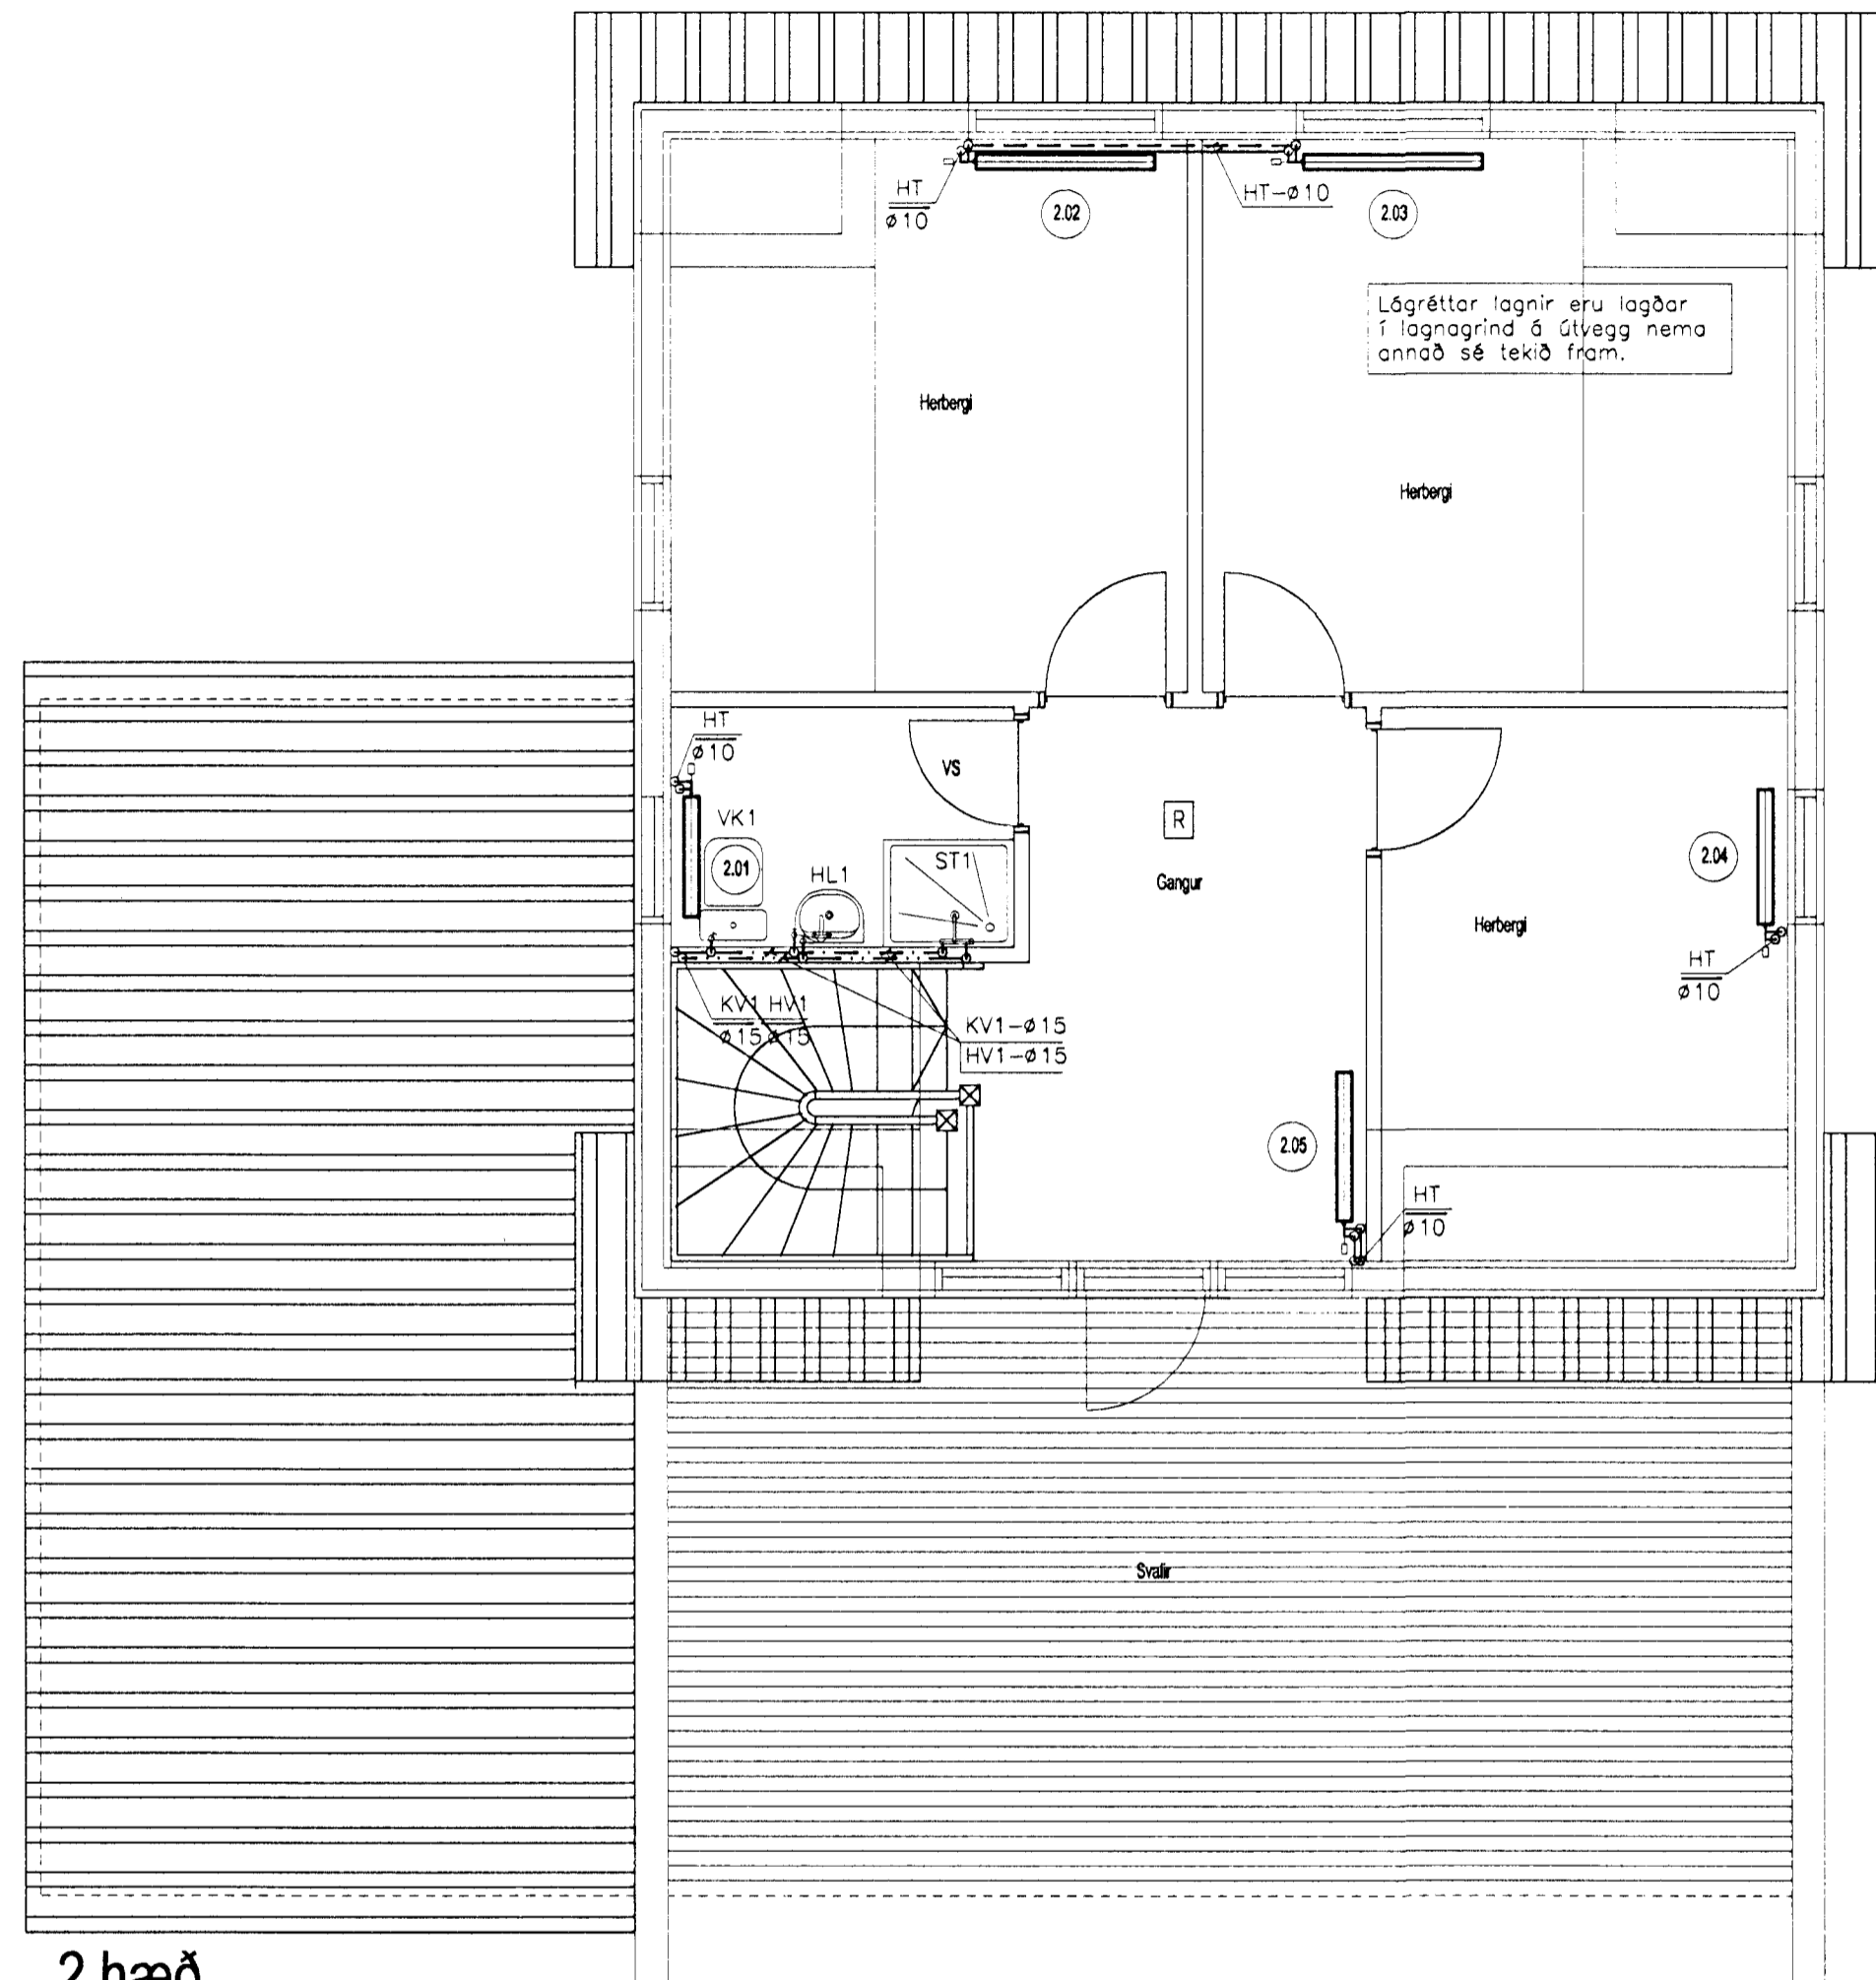 HT
ø10
2.02
HT-ø10
2.03
Lágréttar lagnir eru lagðar
í lagnagrind á útvegg nema
annað sé tekið fram.
Herbergi
Herbergi
HT
ø10
VS
VK1
2.01
HL1
ST1
R
Gangur
2.04
Herbergi
HT
ø10
KV1 HV1
ø15 ø15
KV1-ø15
HV1-ø15
2.05
HT
ø10
Svalir
2.hæð